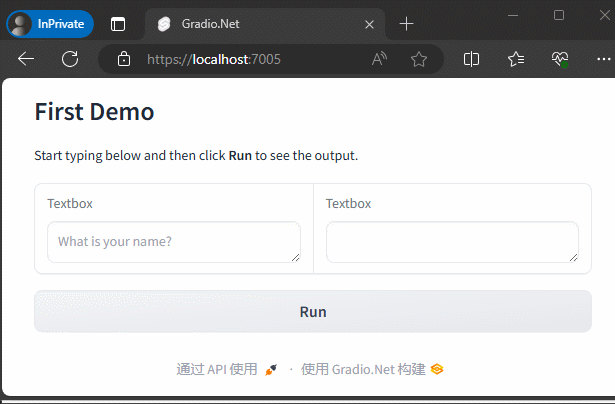 InPrivate
Gradio.Net
https://localhost:7005
First Demo
Start typing below and then click Run to see the output.
Textbox
Textbox
What is your name?
Run
通过 API 使用 · 使用 Gradio.Net 构建